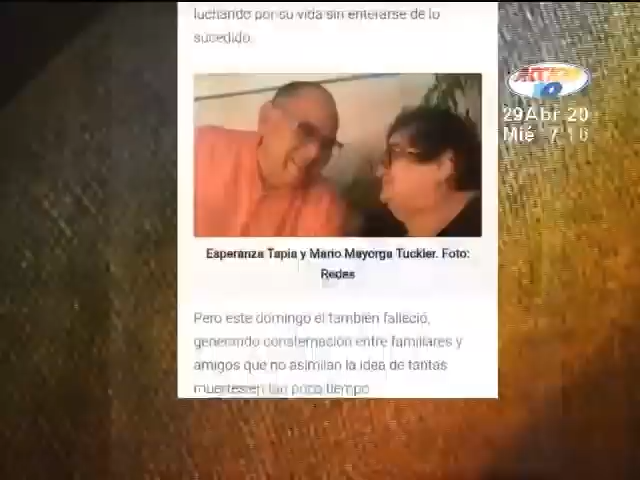 luchando por su vida sin enterarse de lo
sucedido.
ACCION
10
29 Abr 20
Mié 7 16
Esperanza Tapia y Mario Mayorga Tuckler. Foto:
Redes
Pero este domingo él también falleció,
generando consternación entre familiares y
amigos que no asimilan la idea de tantas
muertes en tan poco tiempo